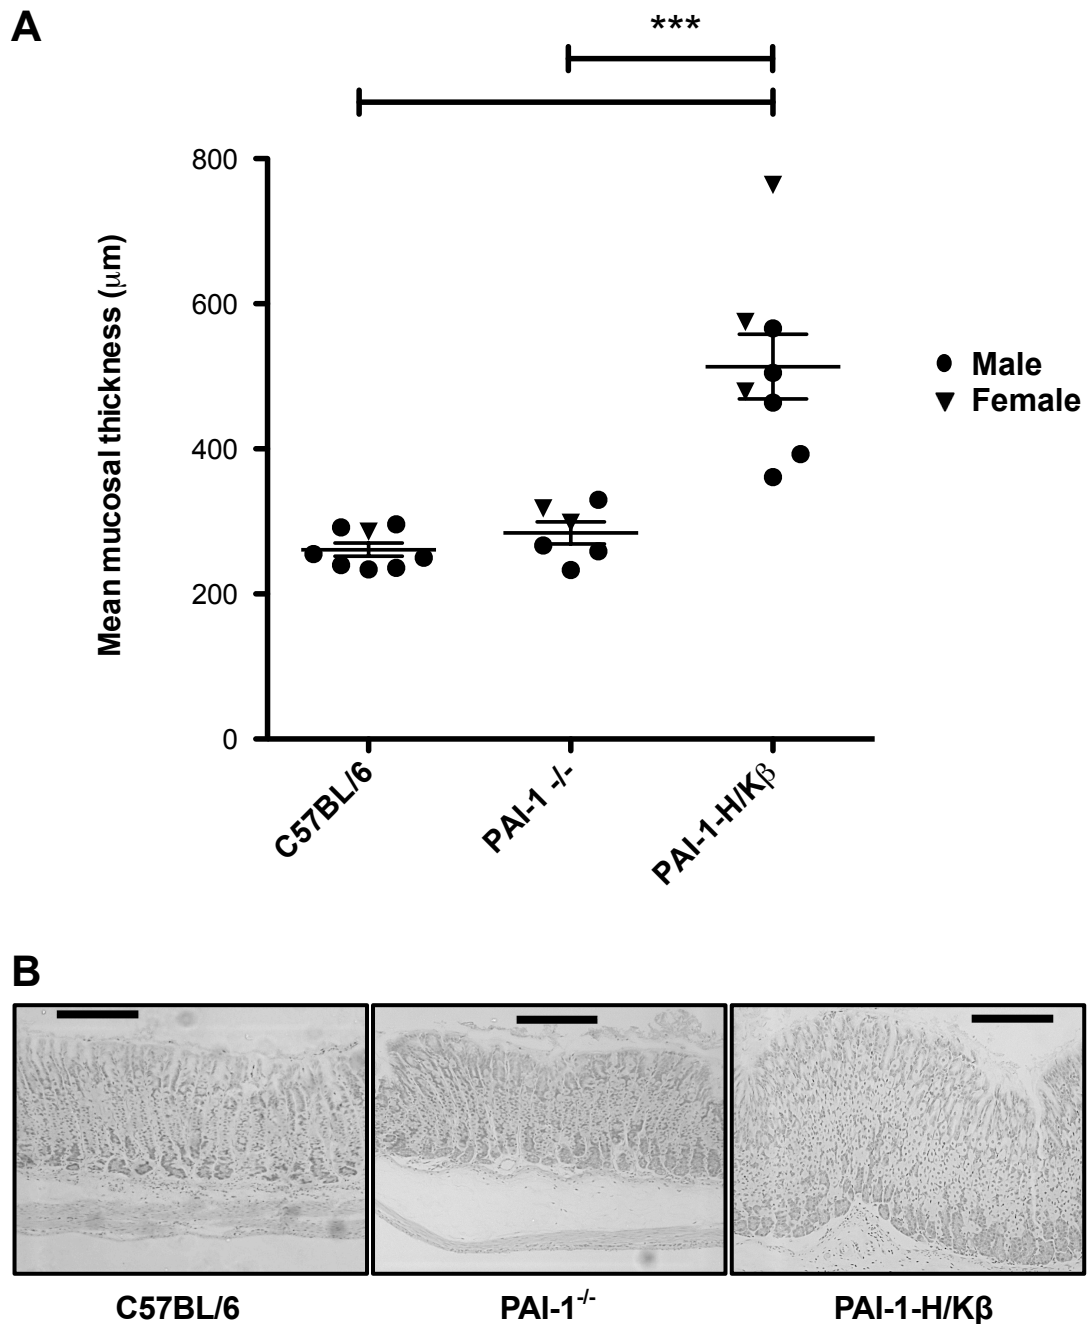 A
***
800
600
400
200
0
Mean mucosal thickness (μm)
Male
Female
C57BL/6
PAI-1 -/-
PAI-1-H/Kβ
B
C57BL/6
PAI-1-/-
PAI-1-H/Kβ